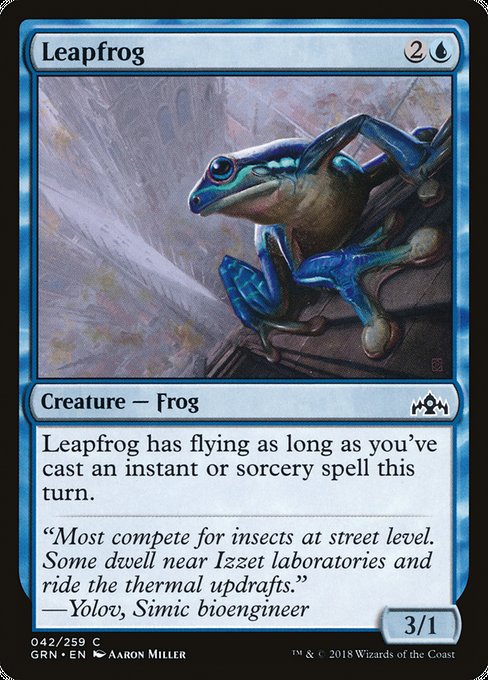 Leapfrog 2
Creature — Frog
Leapfrog has flying as long as you've
cast an instant or sorcery spell this
turn.
"Most compete for insects at street level.
Some dwell near Izzet laboratories and
ride the thermal updrafts."
—Yolov, Simic bioengineer
3/1
042/259 C
GRN • EN Aaron Miller ™ & © 2018 Wizards of the Coast